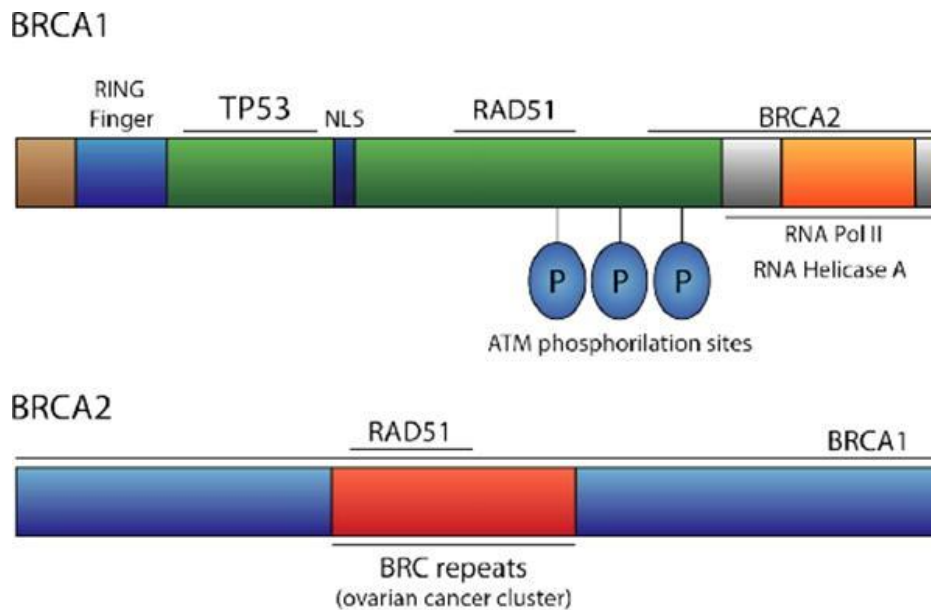 BRCA1
RING
Finger
TP53
NLS
RAD51
BRCA2
RNA Pol II
RNA Helicase A
P P P
ATM phosphorilation sites
BRCA2
RAD51
BRCA1
BRC repeats
(ovarian cancer cluster)